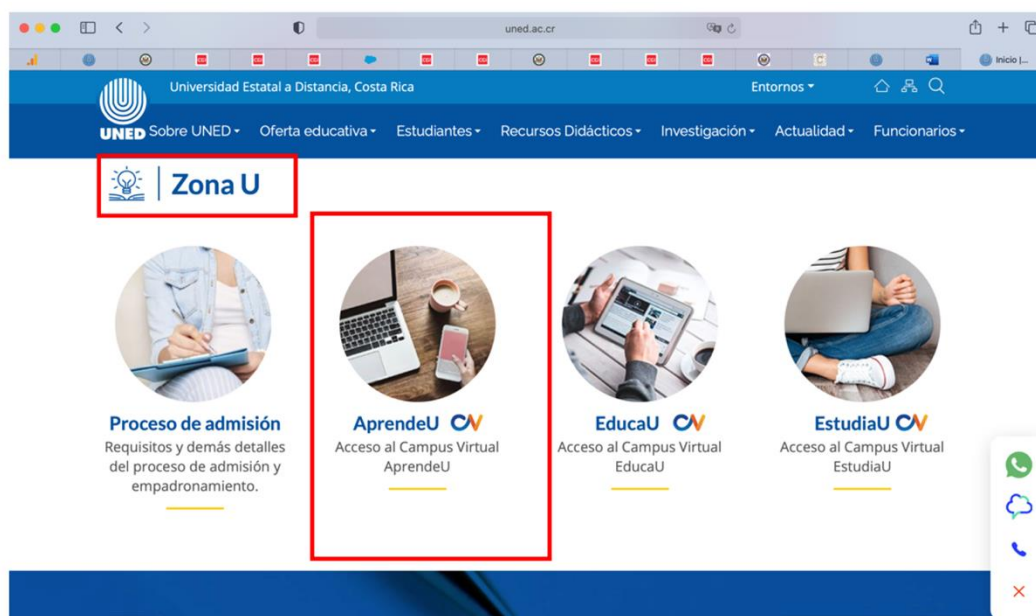 uned.ac.cr
Inicio |...
Universidad Estatal a Distancia, Costa Rica
Entornos
UNED
Sobre UNED
Oferta educativa
Estudiantes
Recursos Didácticos
Investigación
Actualidad
Funcionarios
Zona U
Proceso de admisión
Requisitos y demás detalles
del proceso de admisión y
empadronamiento.
AprendeU
Acceso al Campus Virtual
AprendeU
EducaU
Acceso al Campus Virtual
EducaU
EstudiaU
Acceso al Campus Virtual
EstudiaU